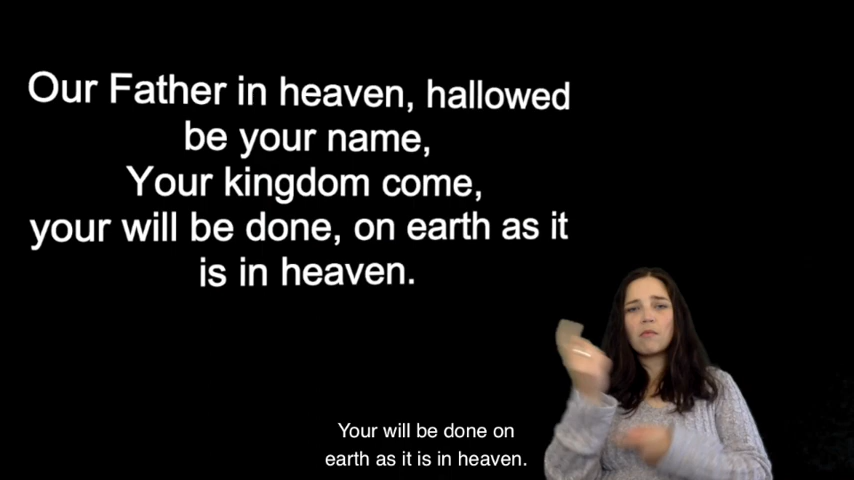 Our Father in heaven, hallowed
be your name,
Your kingdom come,
your will be done, on earth as it
is in heaven.
Your will be done on
earth as it is in heaven.